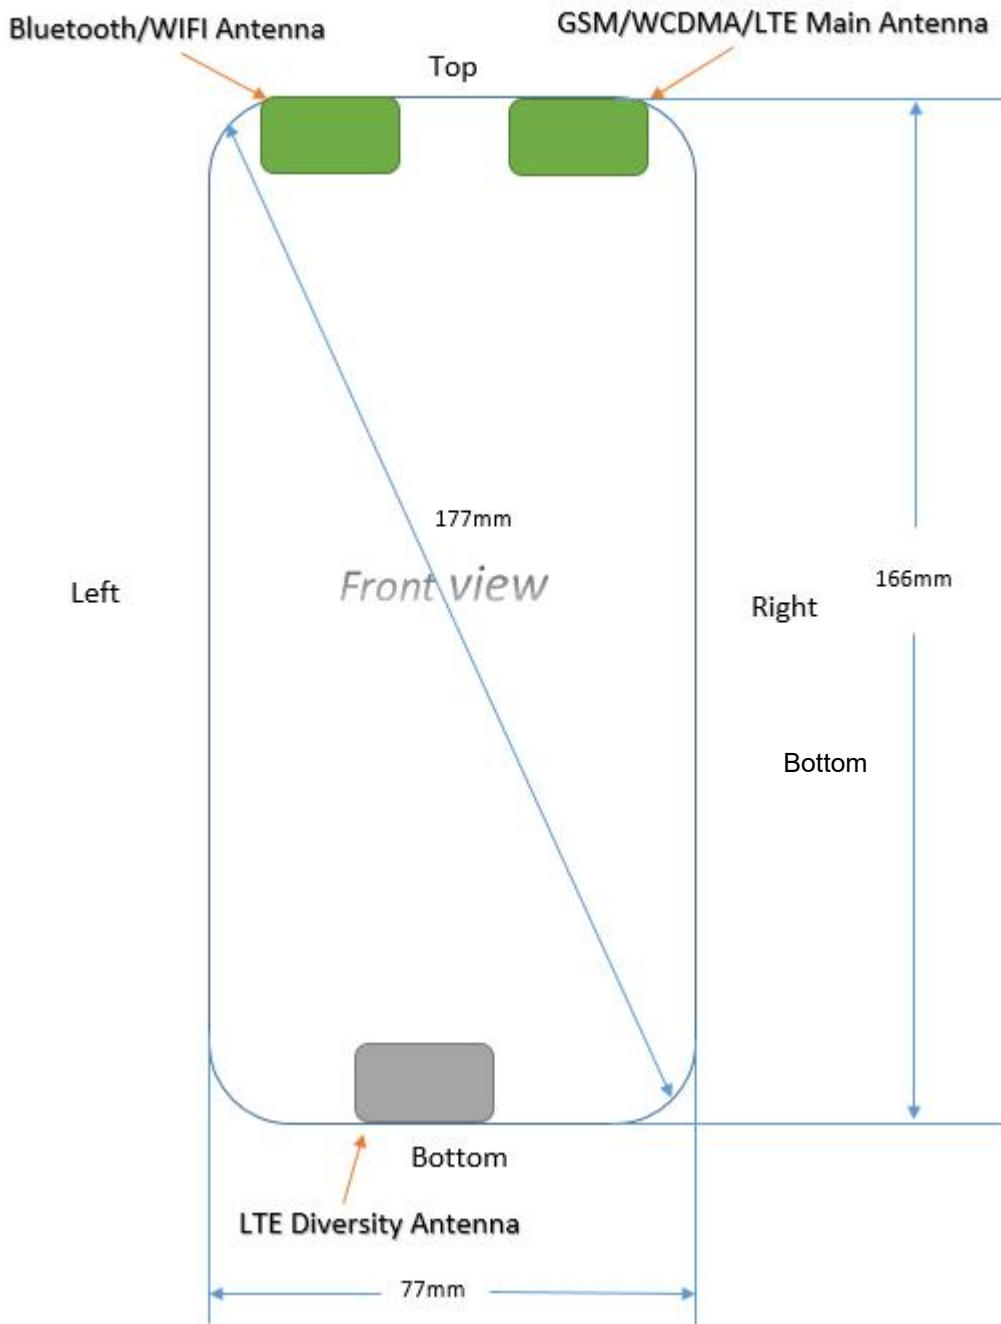 Bluetooth/WIFI Antenna
GSM/WCDMA/LTE Main Antenna
Top
177mm
Front view
Left
166mm
Right
Bottom
Bottom
LTE Diversity Antenna
77mm